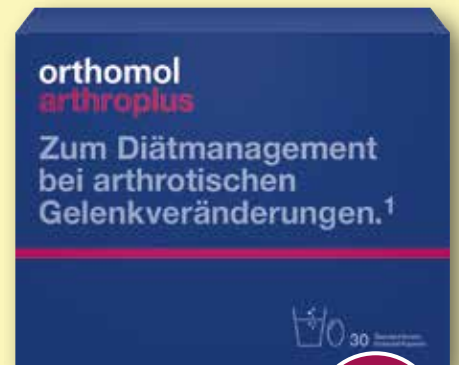 orthomol
arthroplus
Zum Diätmanagement
bei arthrotischen
Gelenkveränderungen.¹
30